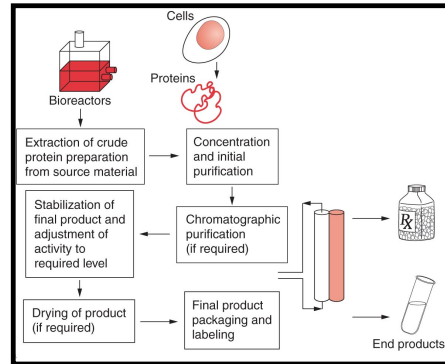 Cells
Proteins
Bioreactors
Extraction of crude
protein preparation
from source material
Concentration
and initial
purification
Stabilization of
final product and
adjustment of
activity to
required level
Chromatographic
purification
(if required)
Rx
Drying of product
(if required)
Final product
packaging and
labeling
End products